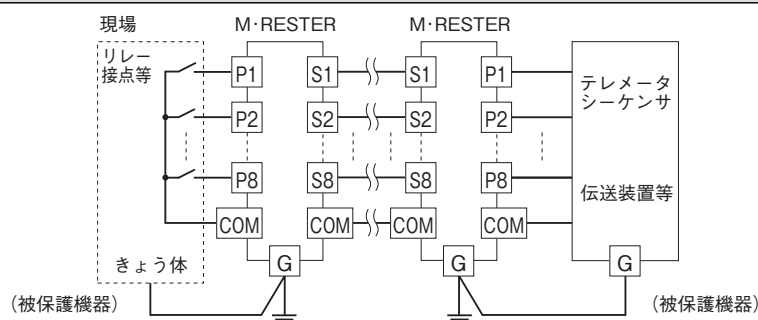 現場
M·RESTER
M·RESTER
リレー
接点等
P1
S1
S1
P1
テレメータ
シーケンサ
P2
S2
S2
P2
P8
S8
S8
P8
伝送装置等
COM
COM
COM
COM
きょう体
G
G
G
(被保護機器)
(被保護機器)